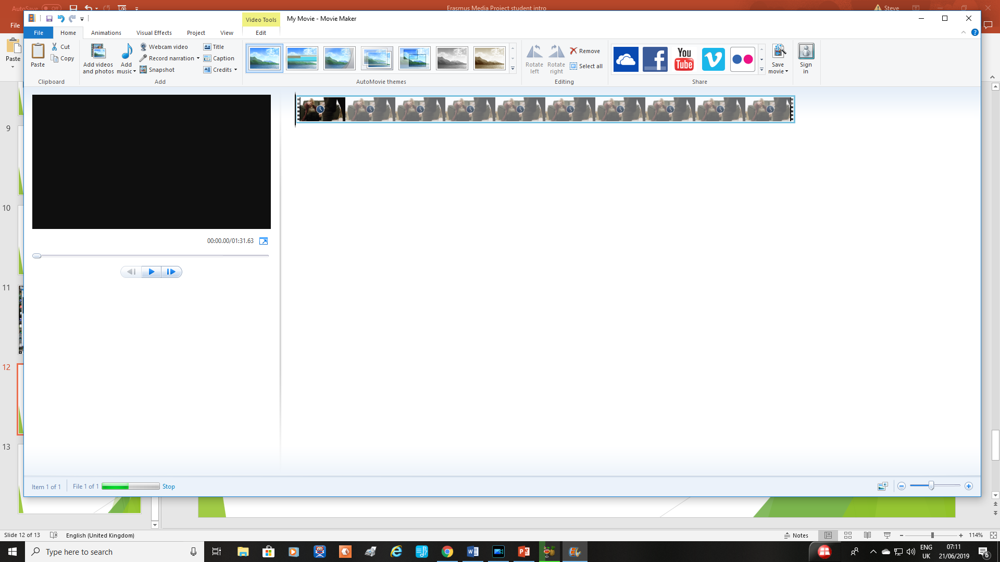 AutoSave Off
Erasmus Media Project student intro
Steve
File
Paste
Video Tools
My Movie - Movie Maker
File
Home
Animations
Visual Effects
Project
View
Edit
Paste
Cut
Copy
Clipboard
Add videos
and photos
Add
music
Webcam video
Record narration
Snapshot
Title
Caption
Credits
Add
AutoMovie themes
Rotate
left
Rotate
right
Remove
Select all
Editing
You
Tube
Share
Save
movie
Sign
in
00:00.00/01:31.63
9
10
11
12
13
Item 1 of 1
File 1 of 1
Stop
Slide 12 of 13
English (United Kingdom)
Notes
114%
Type here to search
ENG
UK
07:11
21/06/2019
6